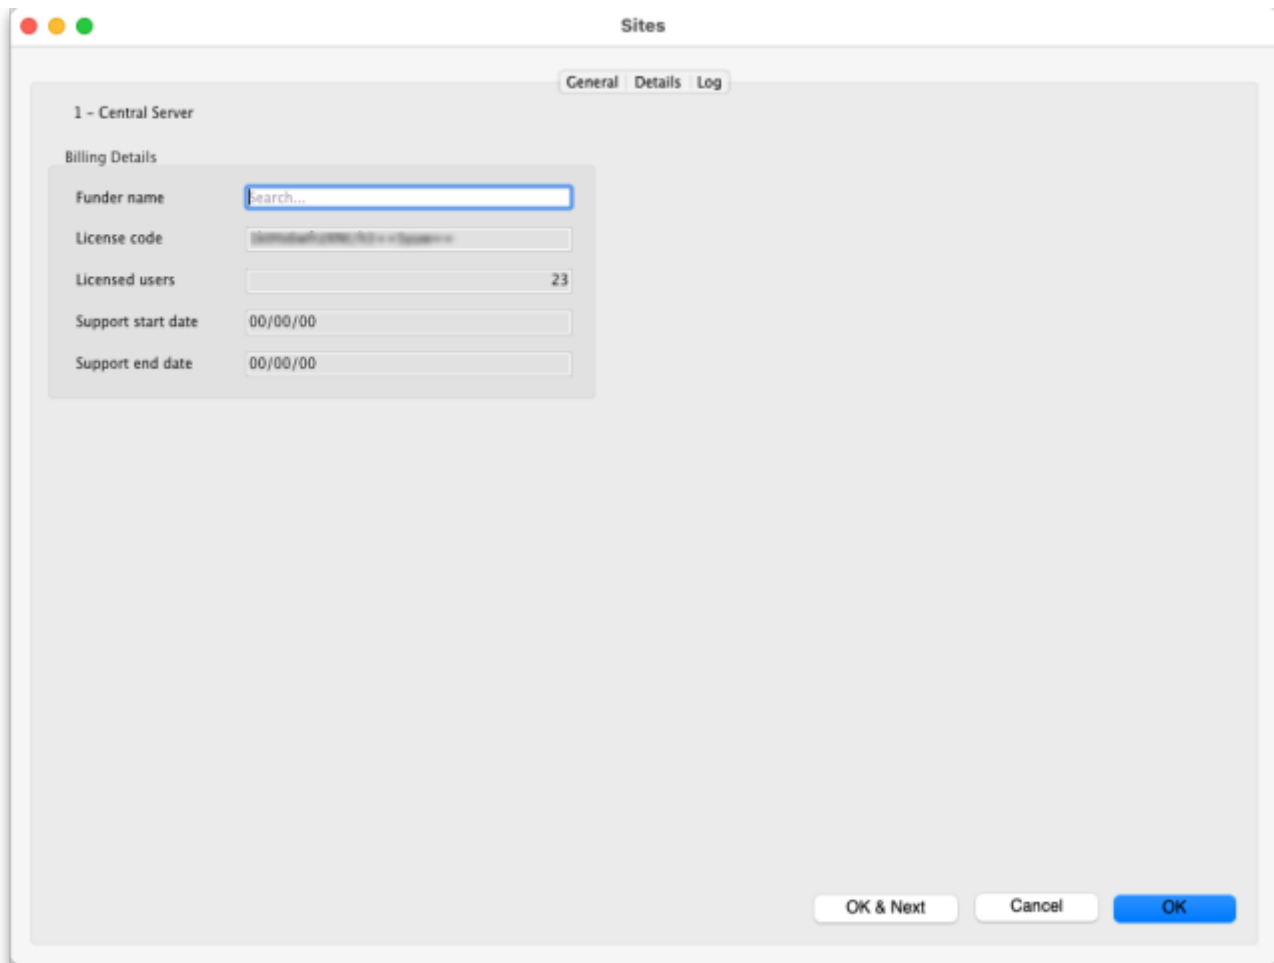 Sites
General Details Log
1 – Central Server
Billing Details
Funder name Search...
License code
Licensed users 23
Support start date 00/00/00
Support end date 00/00/00
OK & Next Cancel OK